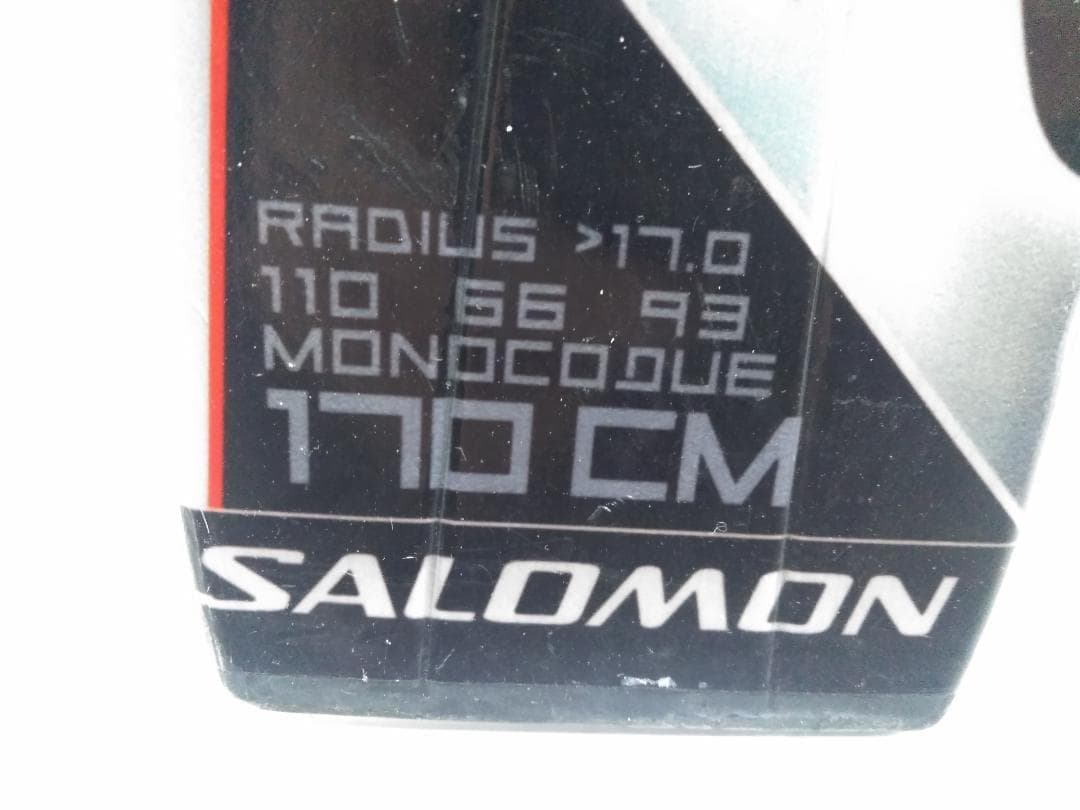 RADIUS >17.0
110 66 93
MONOCOQUE
170 CM
SALOMON